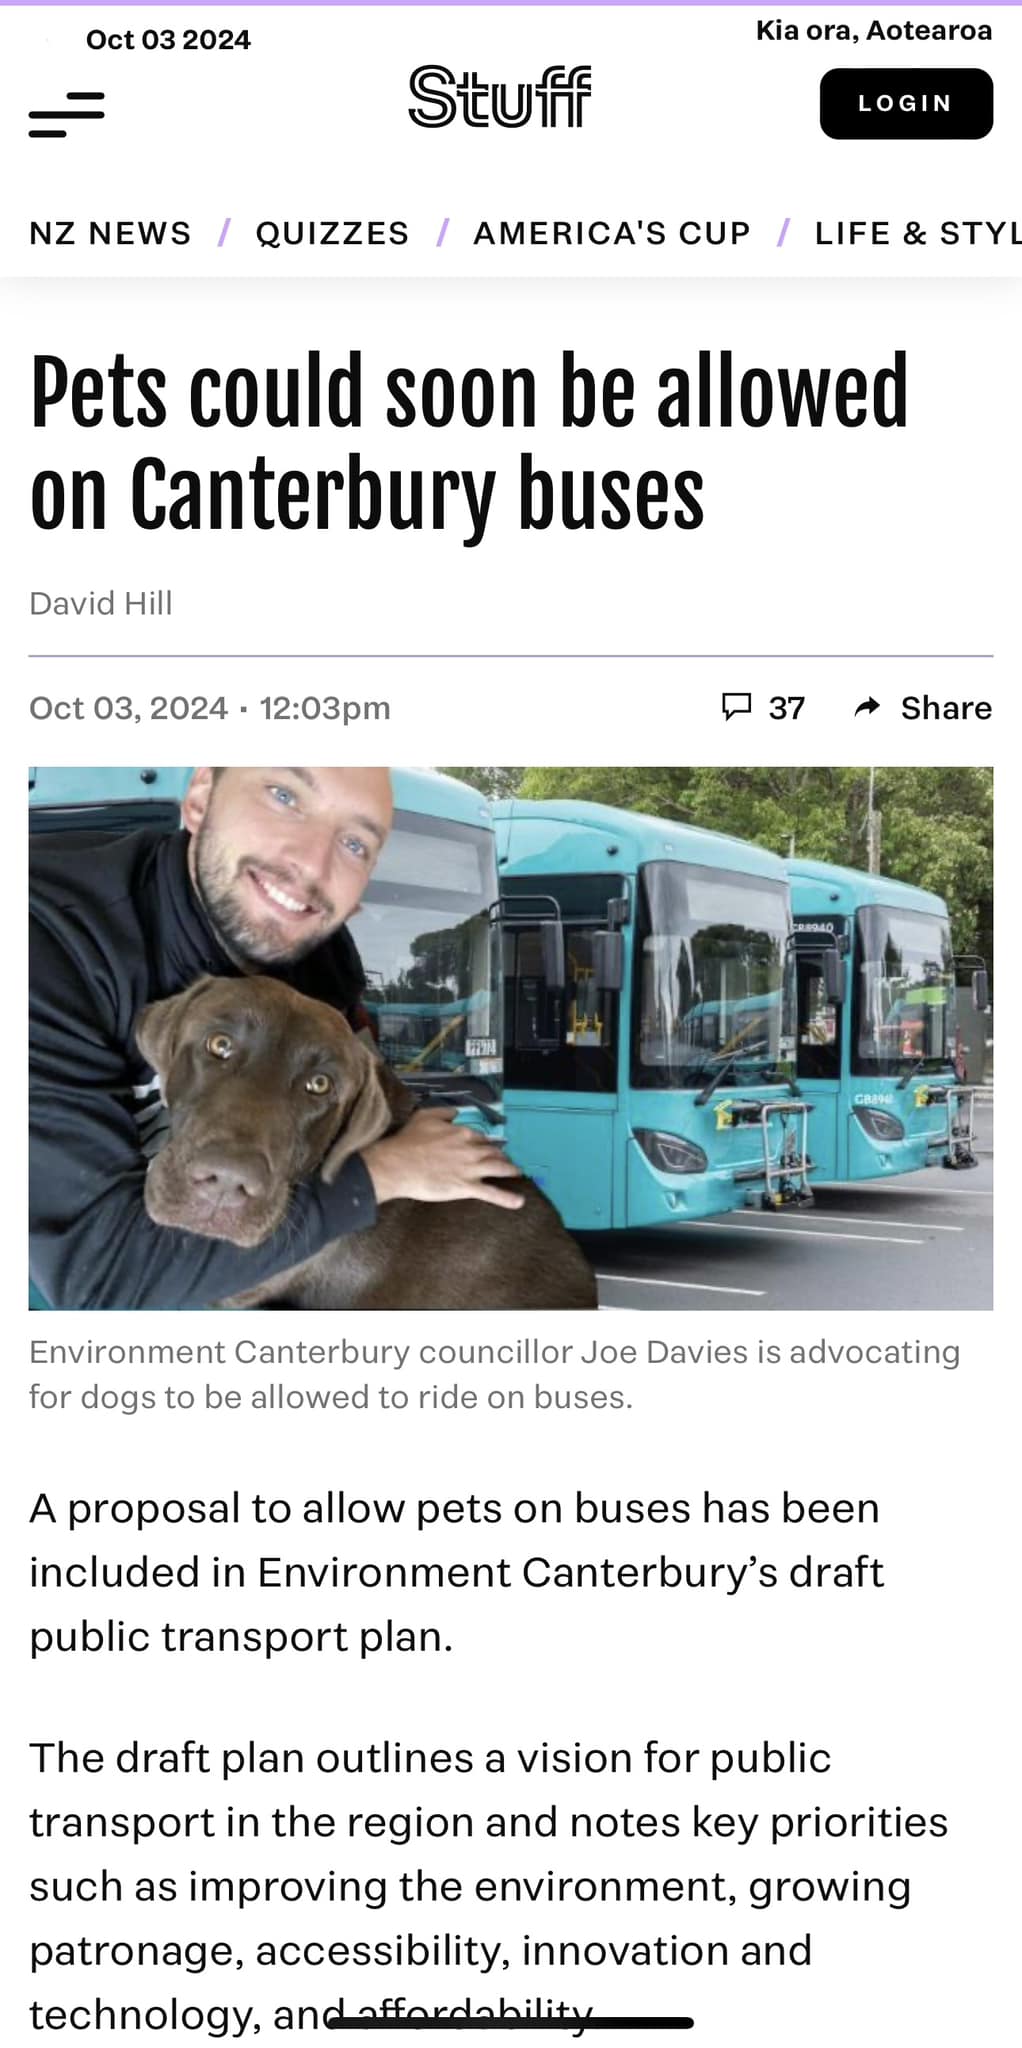 Oct 03 2024
Kia ora, Aotearoa
Stuff
LOGIN
NZ NEWS / QUIZZES / AMERICA'S CUP / LIFE & STYL
Pets could soon be allowed
on Canterbury buses
David Hill
Oct 03, 2024 • 12:03pm
37
Share
CR8940
GB8940
Environment Canterbury councillor Joe Davies is advocating
for dogs to be allowed to ride on buses.
A proposal to allow pets on buses has been
included in Environment Canterbury’s draft
public transport plan.
The draft plan outlines a vision for public
transport in the region and notes key priorities
such as improving the environment, growing
patronage, accessibility, innovation and
technology, and affordability